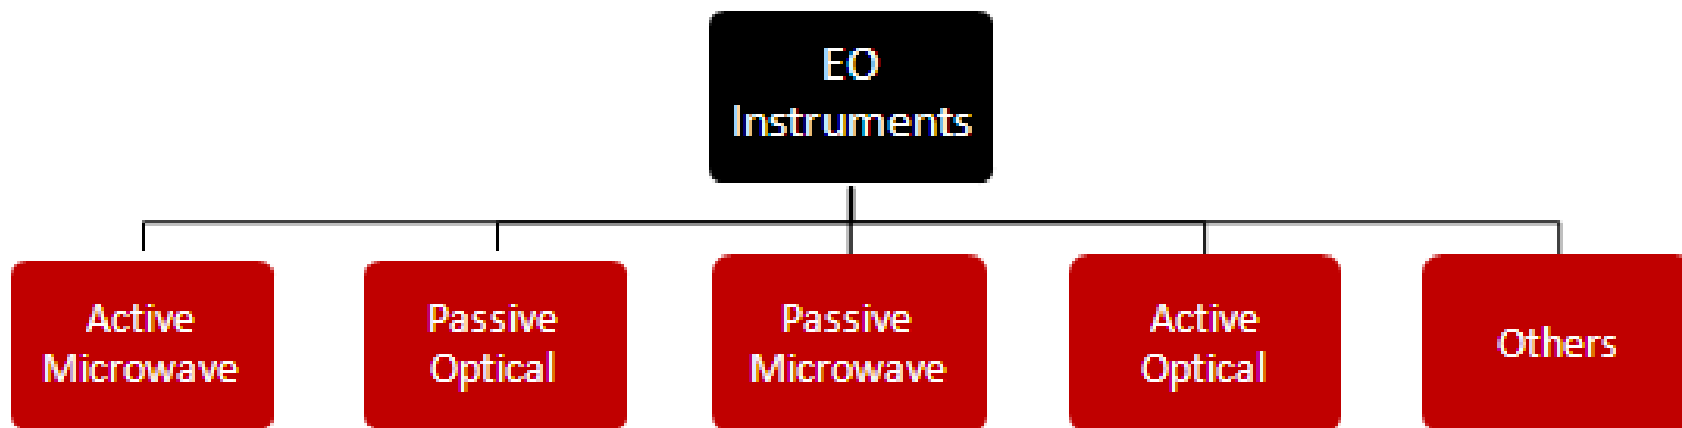 EO
Instruments
Active
Microwave
Passive
Optical
Passive
Microwave
Active
Optical
Others